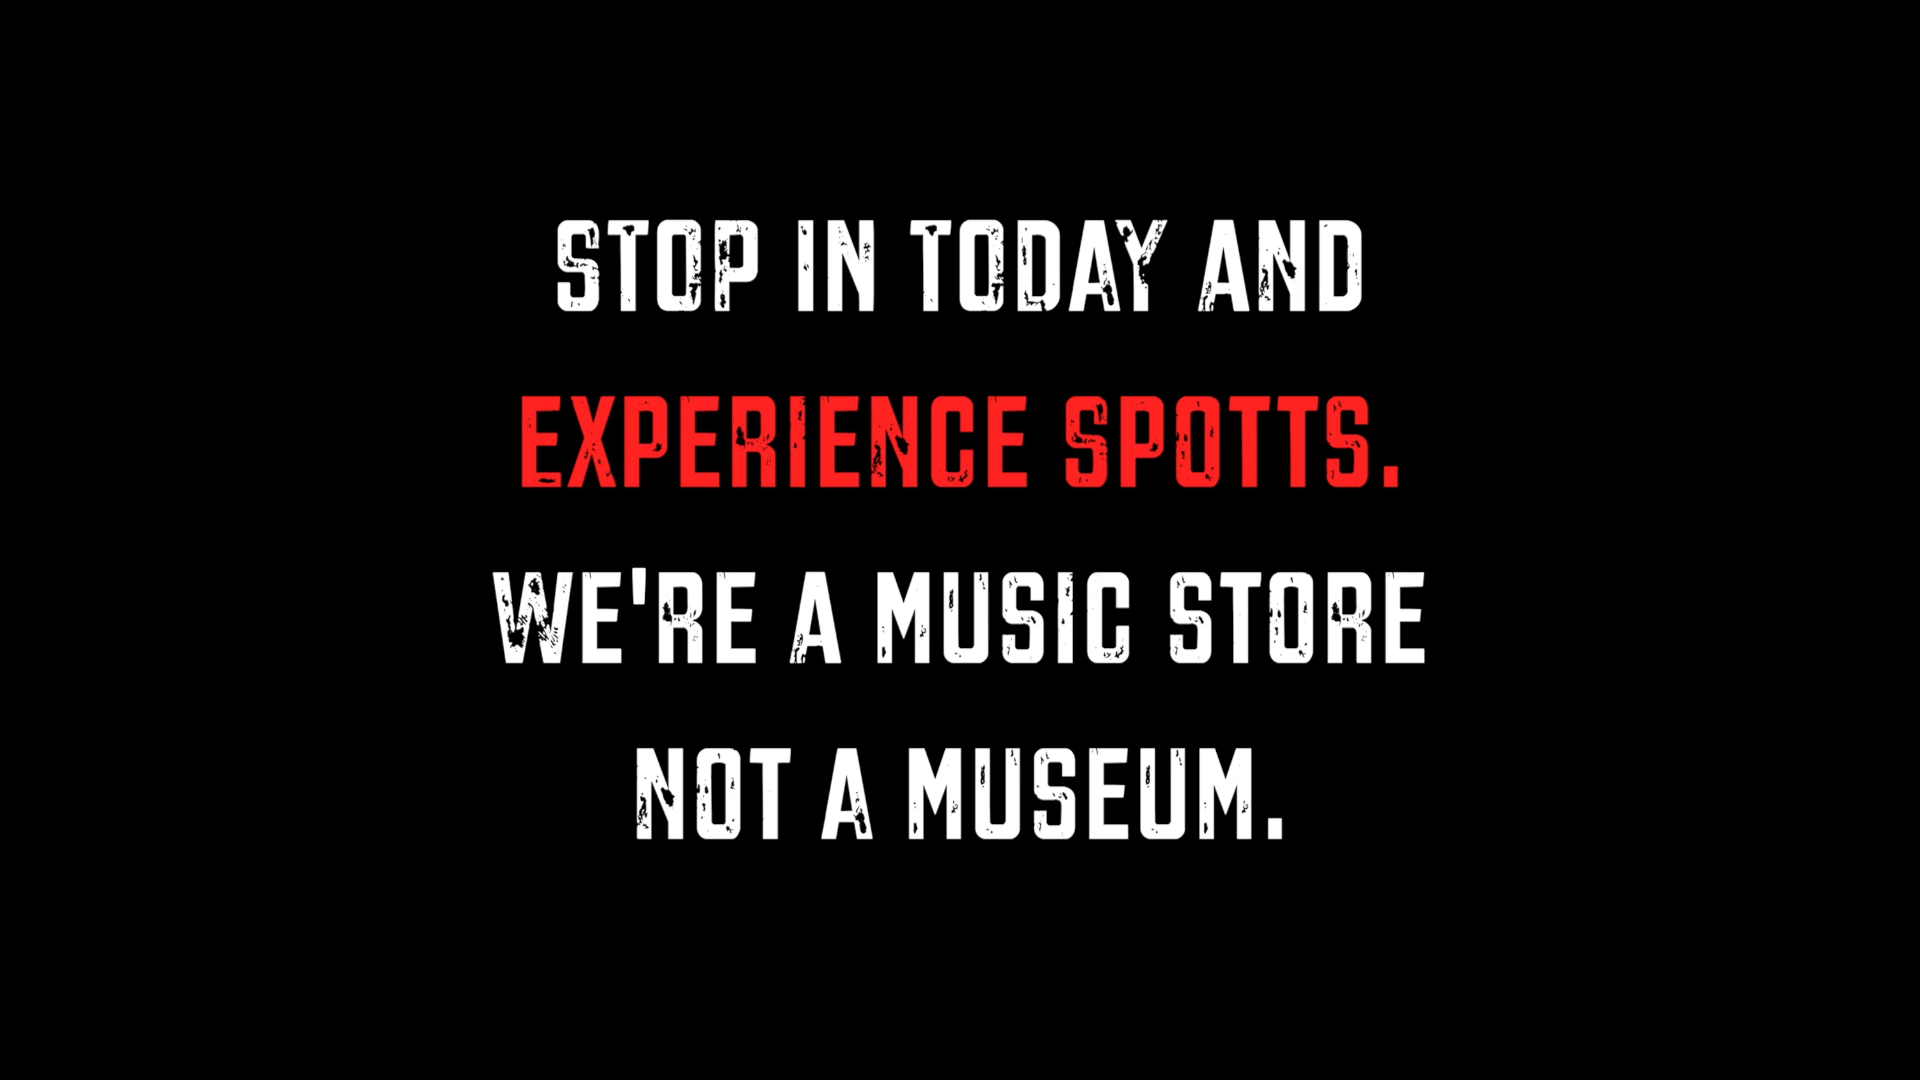 STOP IN TODAY AND
EXPERIENCE SPOTTS.
WE'RE A MUSIC STORE
NOT A MUSEUM.